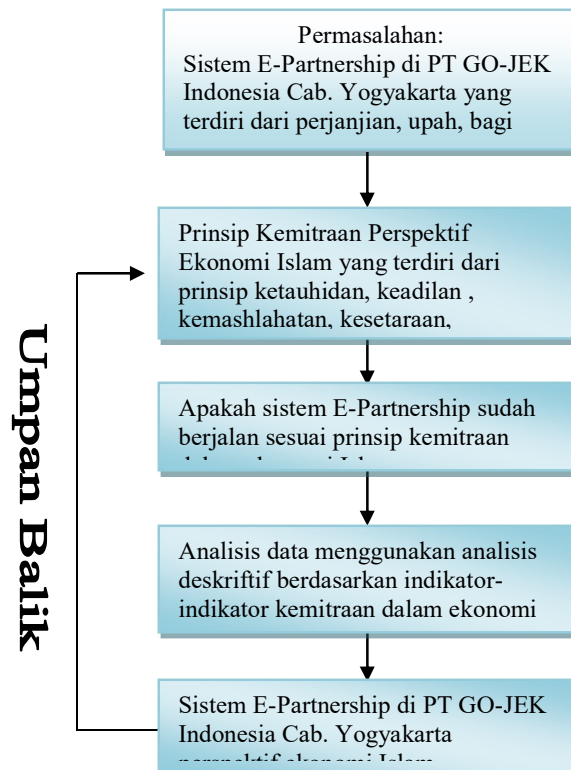 Permasalahan:
Sistem E-Partnership di PT GO-JEK
Indonesia Cab. Yogyakarta yang
terdiri dari perjanjian, upah, bagi
Prinsip Kemitraan Perspektif
Ekonomi Islam yang terdiri dari
prinsip ketauhidan, keadilan ,
kemashlahatan, kesetaraan,
Apakah sistem E-Partnership sudah
berjalan sesuai prinsip kemitraan
Analisis data menggunakan analisis
deskriftif berdasarkan indikator-
indikator kemitraan dalam ekonomi
Sistem E-Partnership di PT GO-JEK
Indonesia Cab. Yogyakarta
perspektif ekonomi Islam
Umpan Balik